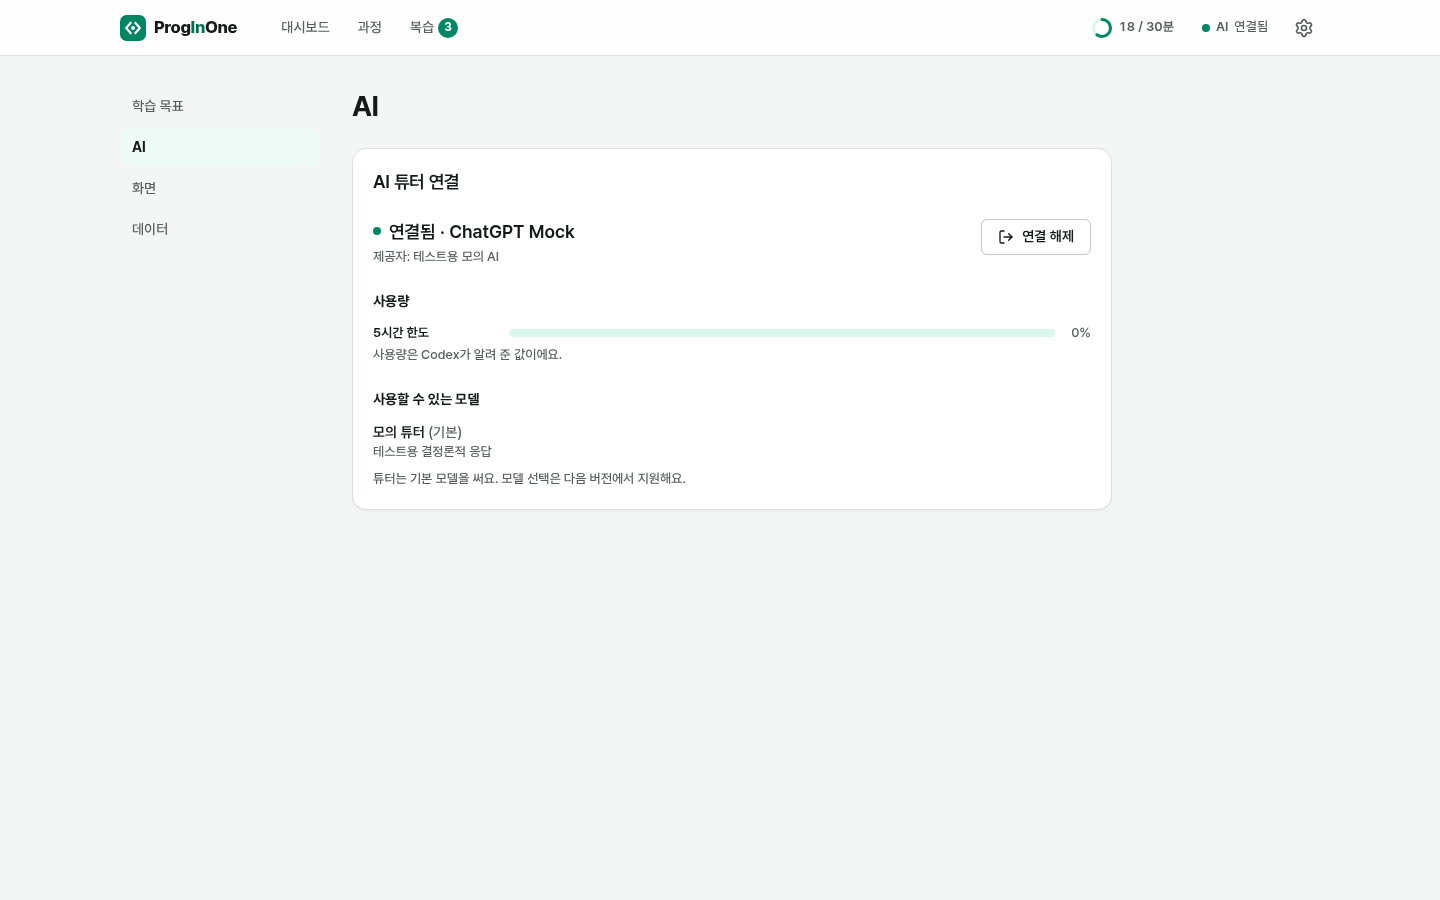 ProgInOne
대시보드
과정
복습 3
18 / 30분
AI 연결됨
학습 목표
AI
화면
데이터
AI
AI 튜터 연결
연결됨 · ChatGPT Mock
연결 해제
제공자: 테스트용 모의 AI
사용량
5시간 한도 0%
사용량은 Codex가 알려 준 값이에요.
사용할 수 있는 모델
모의 튜터 (기본)
테스트용 결정론적 응답
튜터는 기본 모델을 써요. 모델 선택은 다음 버전에서 지원해요.